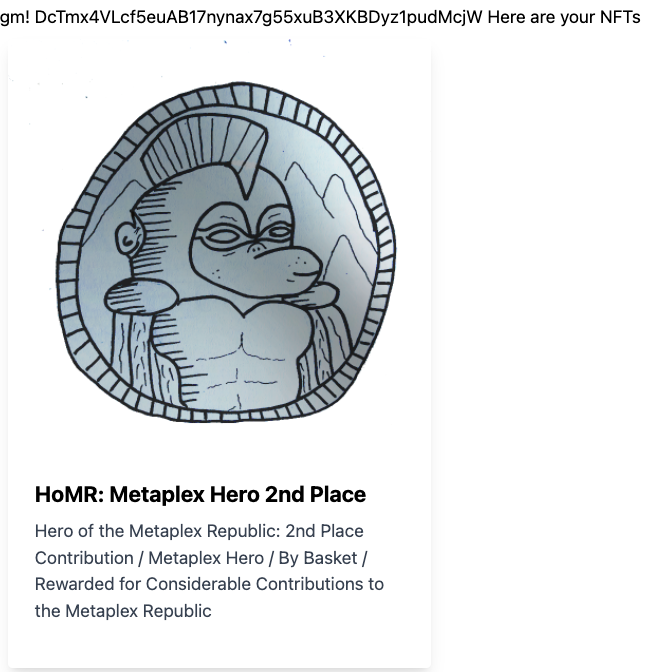 gm! DcTmx4VLcf5euAB17nynax7g55xuB3XKBDyz1pudMcjW Here are your NFTs
HoMR: Metaplex Hero 2nd Place
Hero of the Metaplex Republic: 2nd Place
Contribution / Metaplex Hero / By Basket /
Rewarded for Considerable Contributions to
the Metaplex Republic